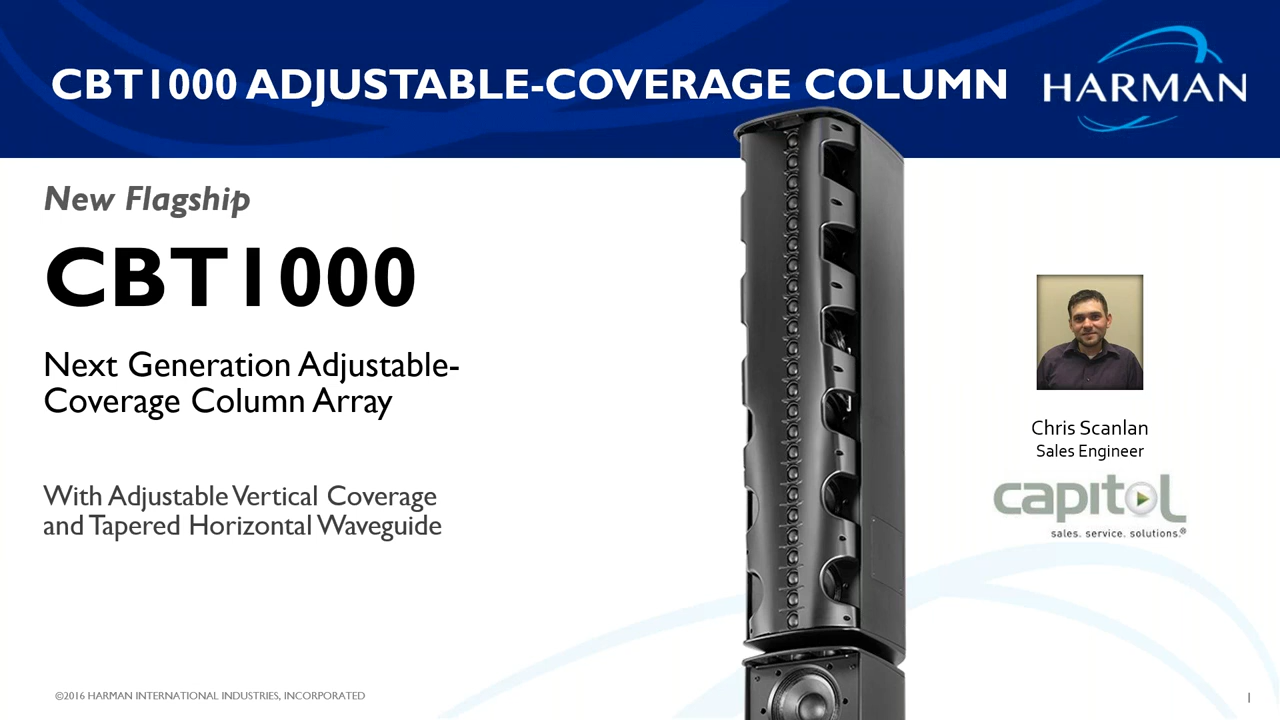 CBT1000 ADJUSTABLE-COVERAGE COLUMN
HARMAN
New Flagship
CBT1000
Next Generation Adjustable-
Coverage Column Array
With Adjustable Vertical Coverage
and Tapered Horizontal Waveguide
Chris Scanlan
Sales Engineer
capitol
sales. service. solutions.®
©2016 HARMAN INTERNATIONAL INDUSTRIES, INCORPORATED
1